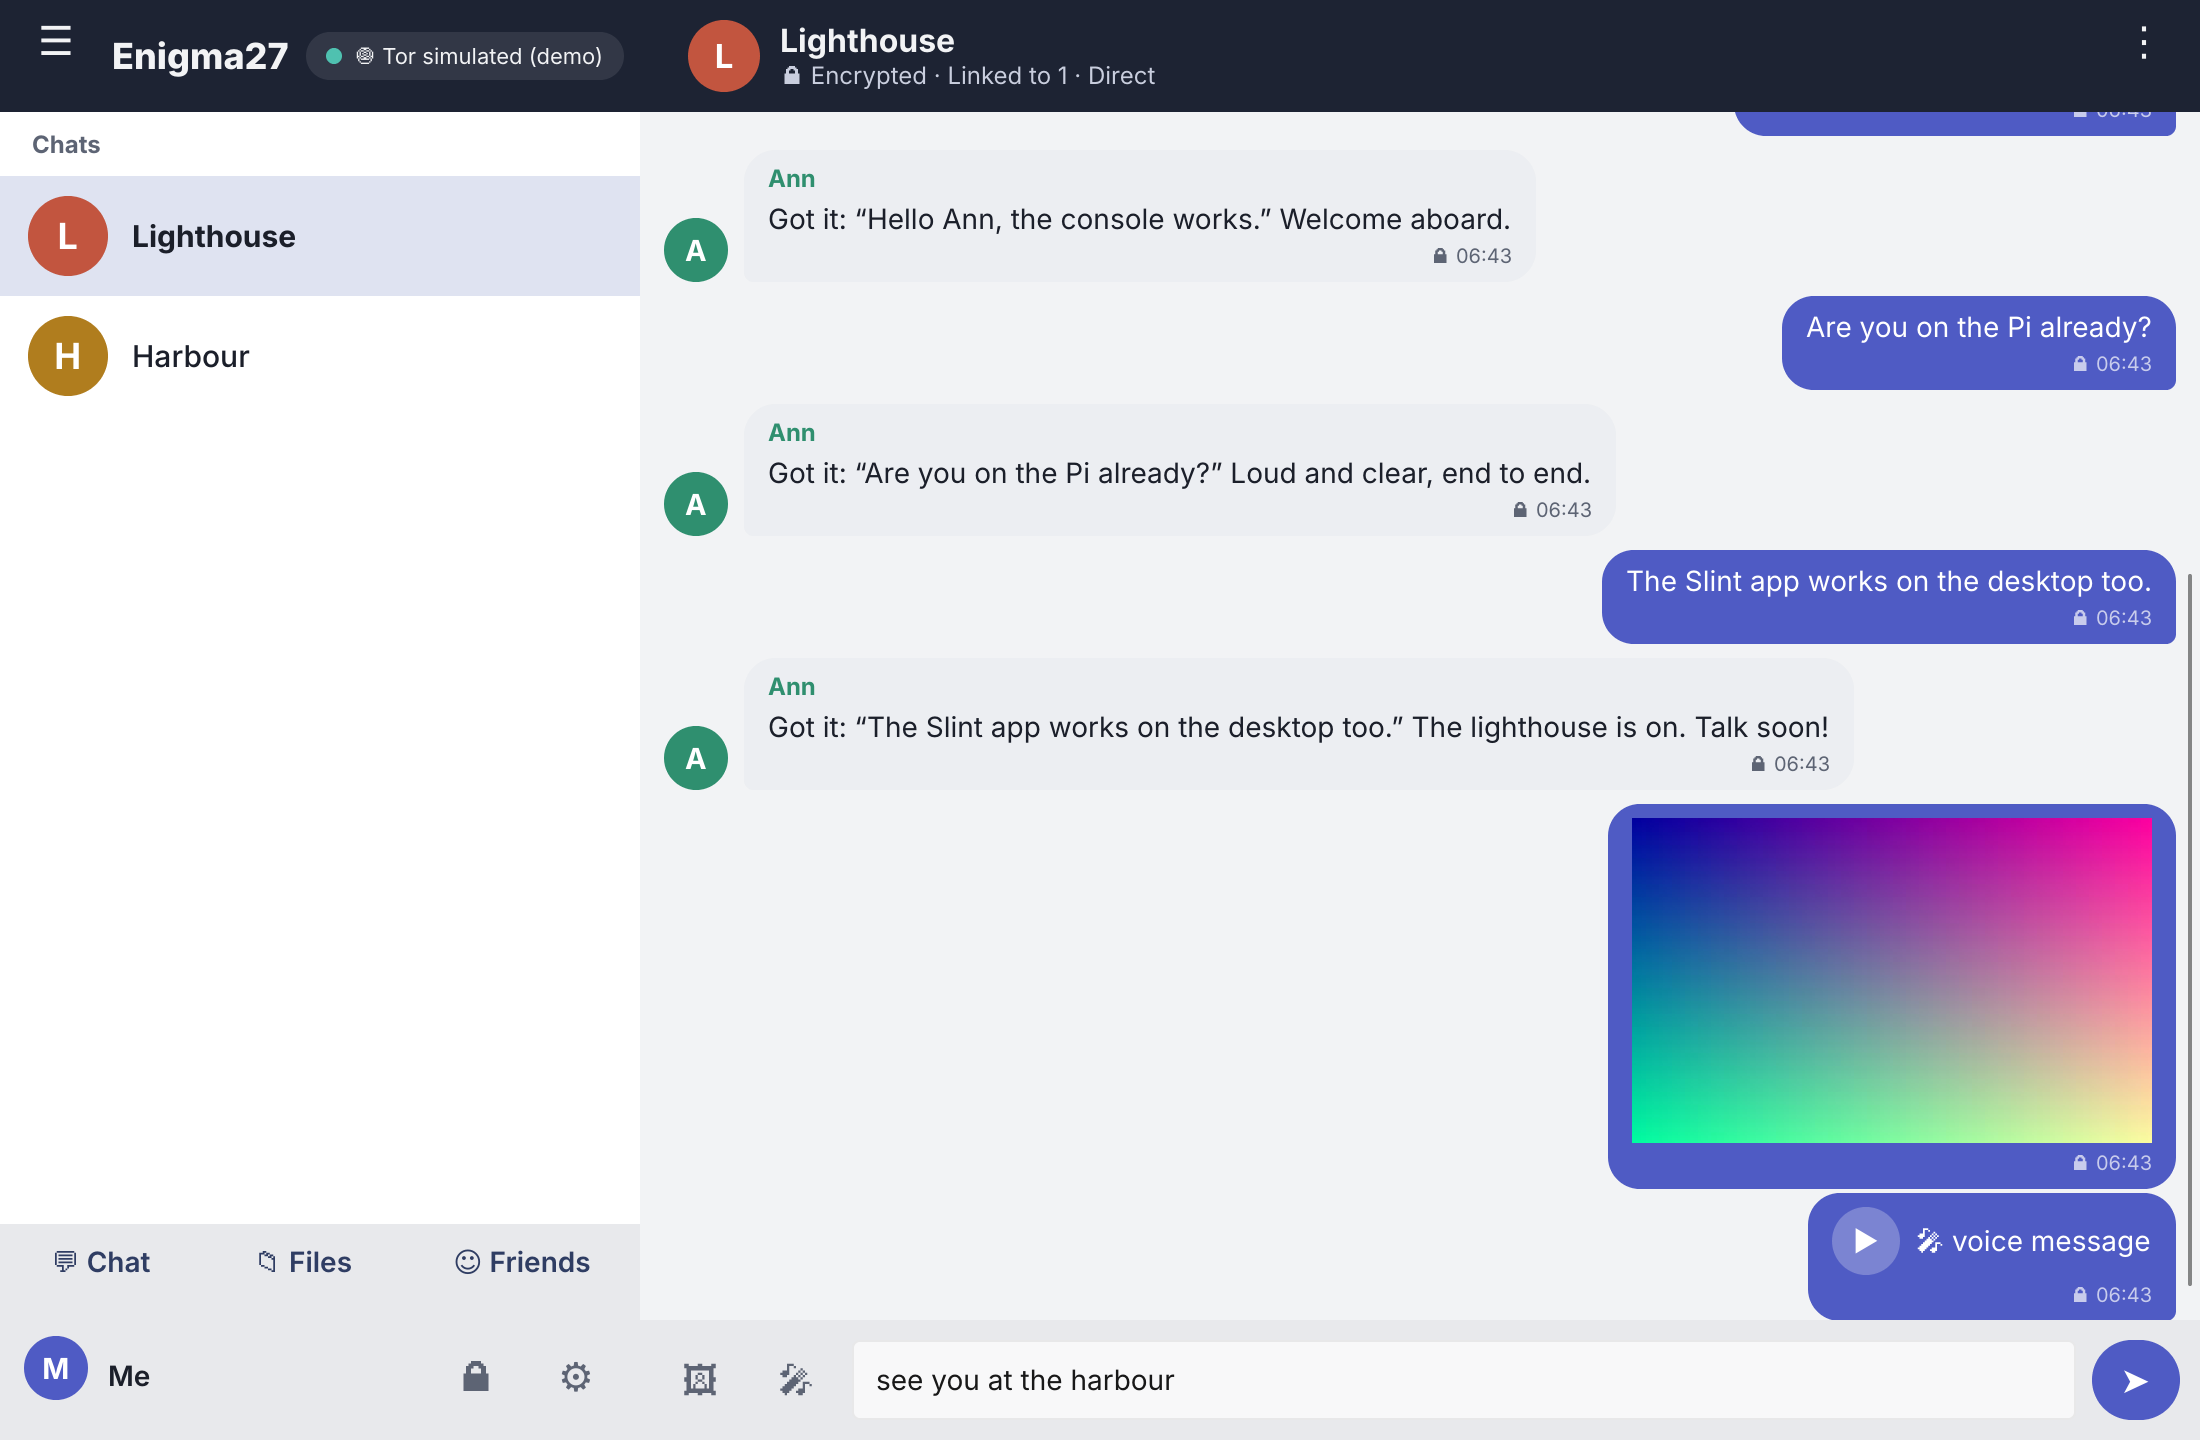 Enigma27
Tor simulated (demo)
L
Lighthouse
Encrypted · Linked to 1 · Direct
Chats
L
Lighthouse
H
Harbour
06:43
Ann
Got it: “Hello Ann, the console works.” Welcome aboard.
A
06:43
Are you on the Pi already?
06:43
Ann
Got it: “Are you on the Pi already?” Loud and clear, end to end.
A
06:43
The Slint app works on the desktop too.
06:43
Ann
Got it: “The Slint app works on the desktop too.” The lighthouse is on. Talk soon!
A
06:43
06:43
voice message
06:43
Chat
Files
Friends
M
Me
see you at the harbour